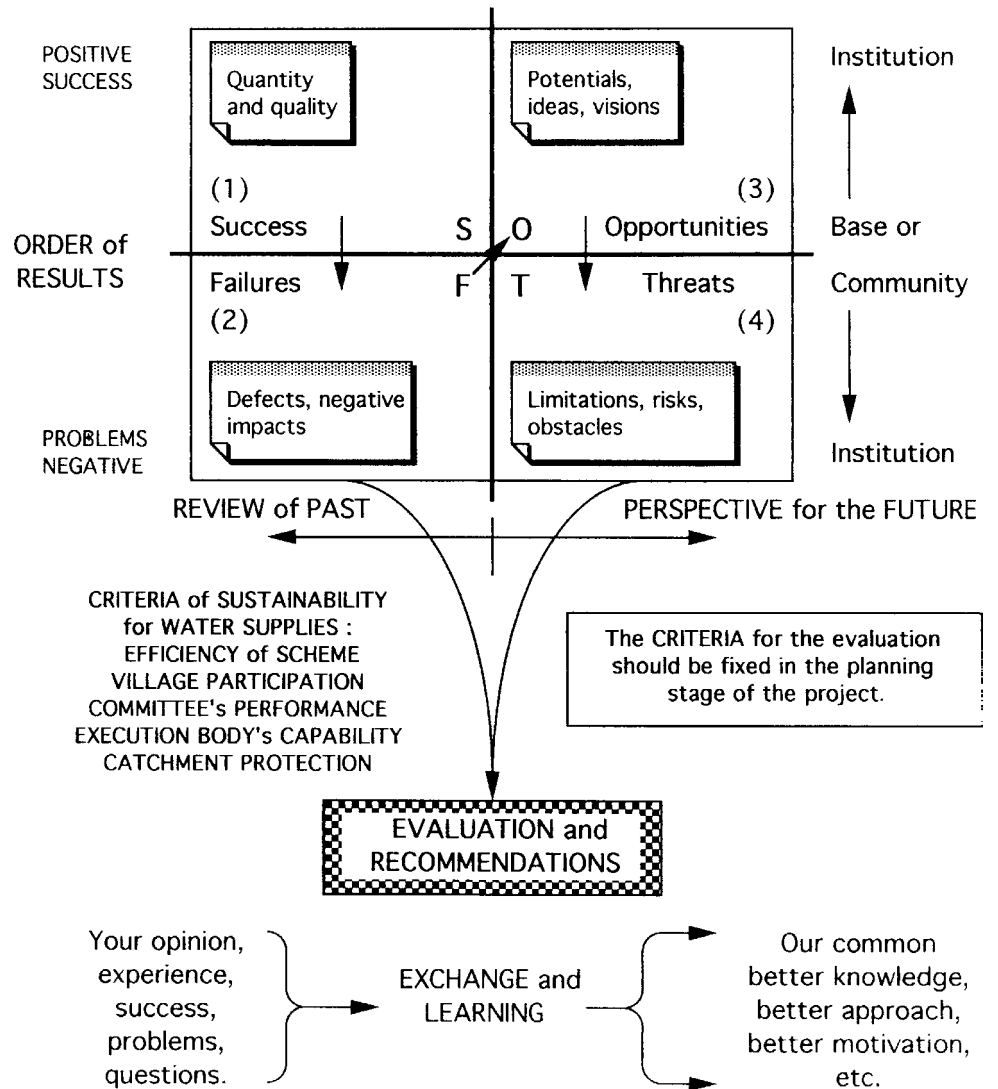 POSITIVE
SUCCESS
Quantity
and quality
Potentials,
ideas, visions
Institution
(1)
Success
(3)
Opportunities
Base or
ORDER of
RESULTS
S O
F T
Failures
(2)
Threats
(4)
Community
Defects, negative
impacts
Limitations, risks,
obstacles
PROBLEMS
NEGATIVE
Institution
REVIEW of PAST
PERSPECTIVE for the FUTURE
CRITERIA of SUSTAINABILITY
for WATER SUPPLIES :
EFFICIENCY of SCHEME
VILLAGE PARTICIPATION
COMMITTEE's PERFORMANCE
EXECUTION BODY's CAPABILITY
CATCHMENT PROTECTION
The CRITERIA for the evaluation
should be fixed in the planning
stage of the project.
EVALUATION and
RECOMMENDATIONS
Your opinion,
experience,
success,
problems,
questions.
EXCHANGE and
LEARNING
Our common
better knowledge,
better approach,
better motivation,
etc.